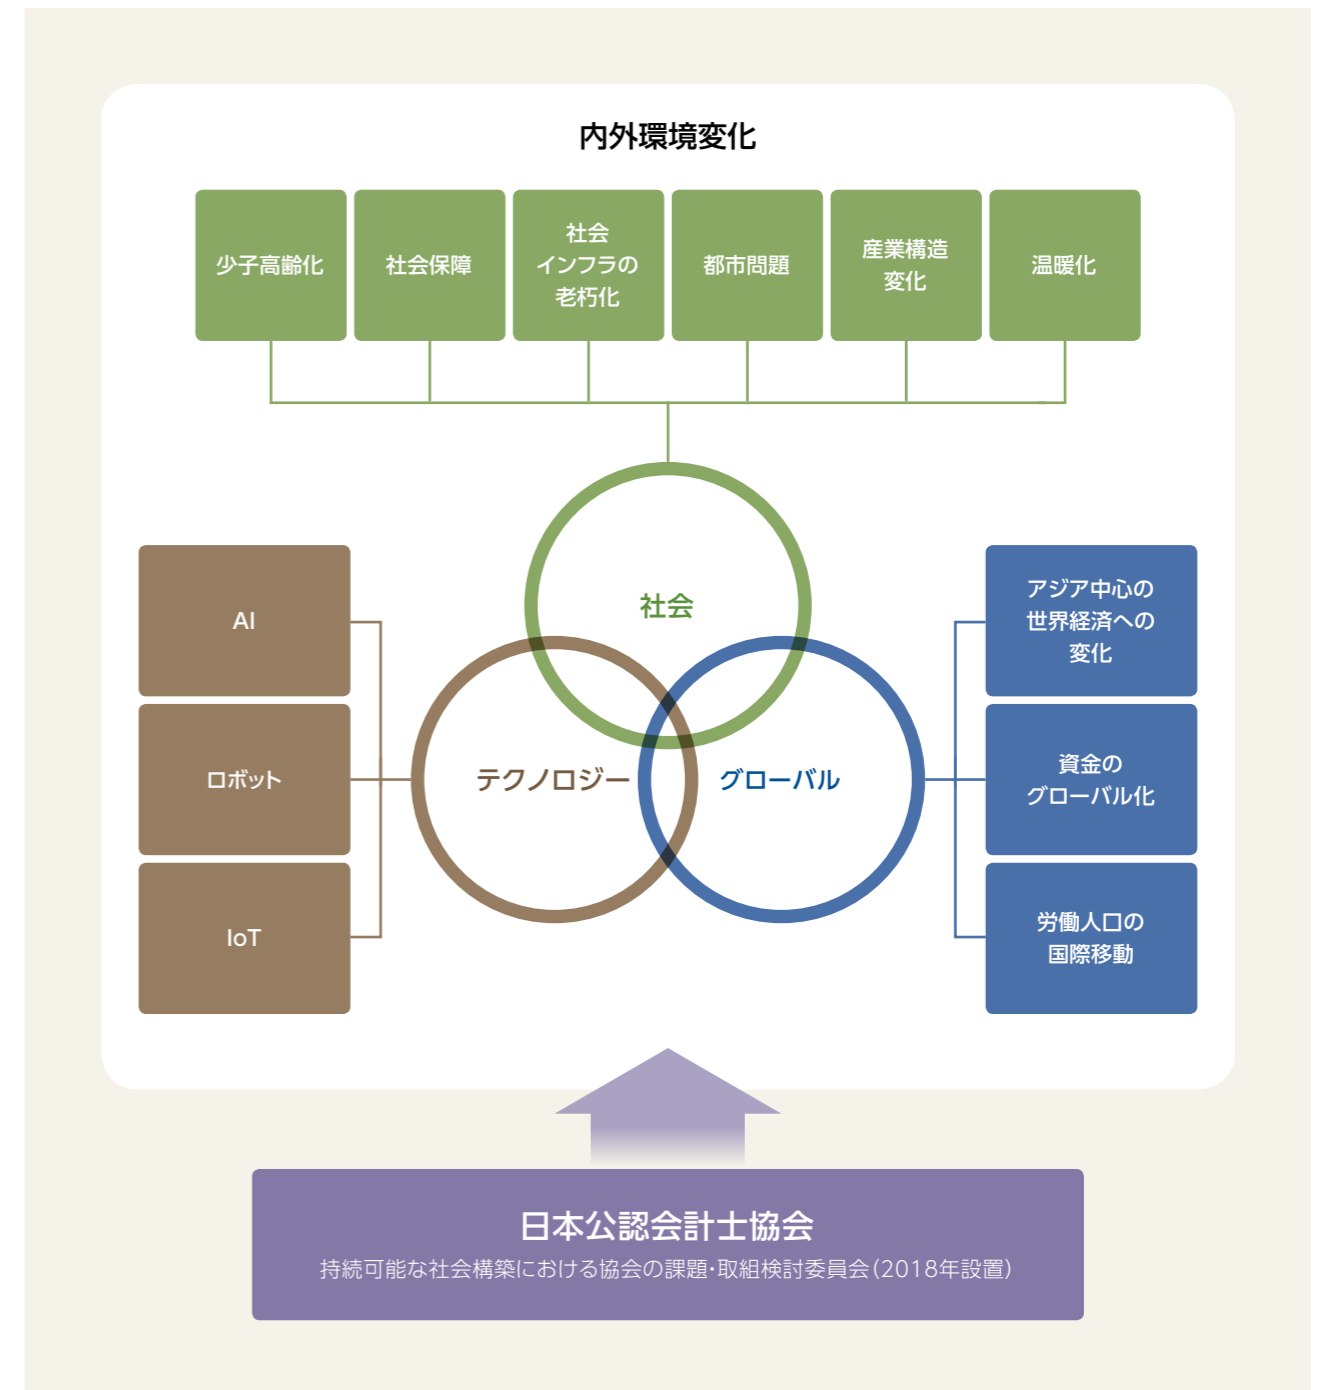 内外環境変化
少子高齢化
社会保障
社会
インフラの
老朽化
都市問題
産業構造
変化
温暖化
社会
テクノロジー
グローバル
AI
ロボット
IoT
アジア中心の
世界経済への
変化
資金の
グローバル化
労働人口の
国際移動
日本公認会計士協会
持続可能な社会構築における協会の課題・取組検討委員会（2018年設置）